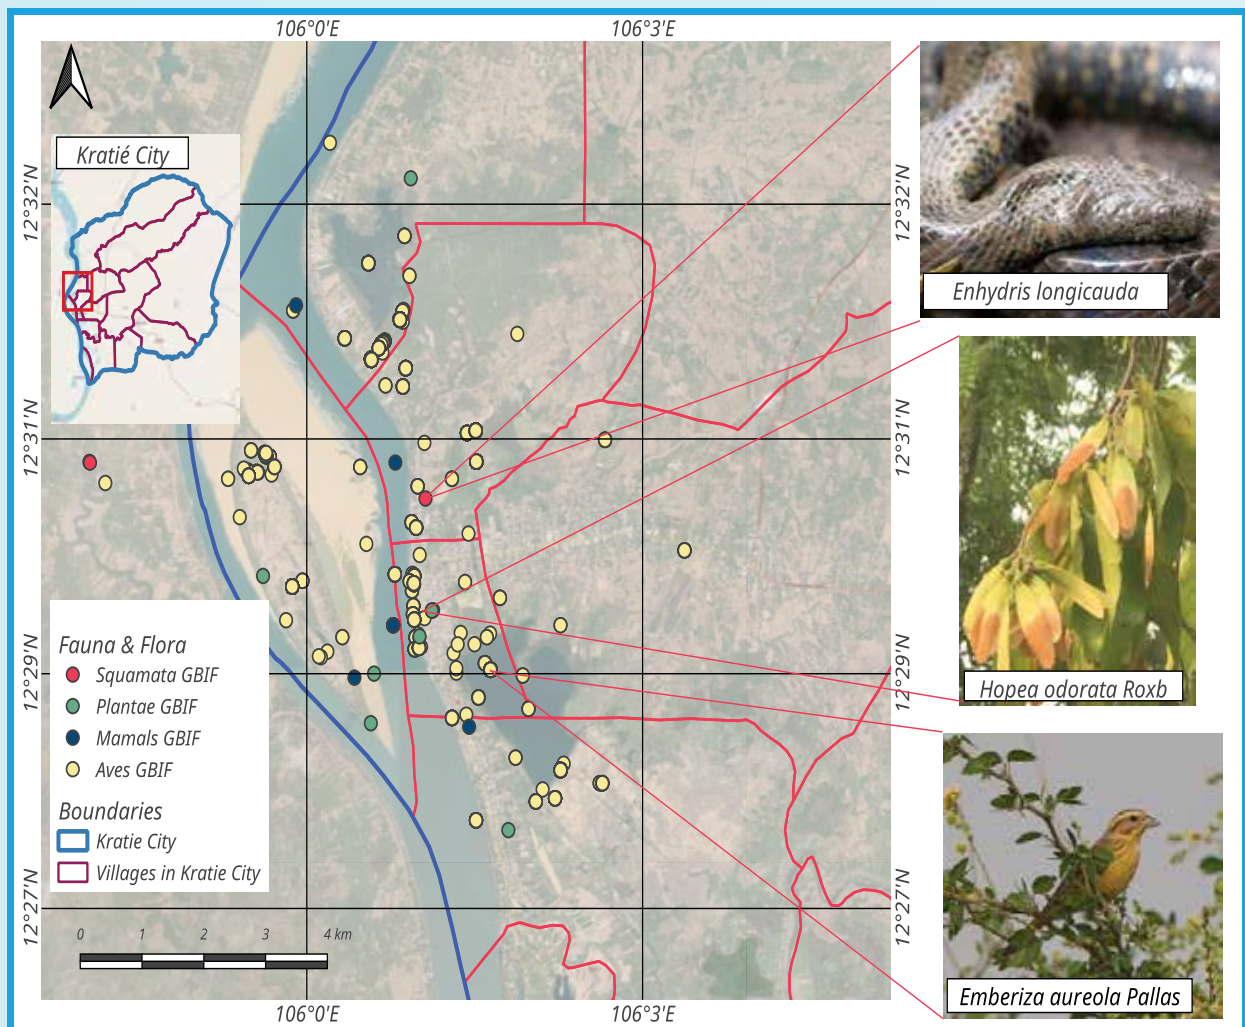 106°0'E 106°3'E
Kratié City
12°32'N 12°32'N
Enhydris longicauda
12°31'N 12°31'N
12°29'N 12°29'N
Fauna & Flora
Squamata GBIF
Plantae GBIF
Mamals GBIF
Aves GBIF
Boundaries
Kratie City
Villages in Kratie City
Hopea odorata Roxb
12°27'N 12°27'N
0 1 2 3 4 km
Emberiza aureola Pallas
106°0'E 106°3'E